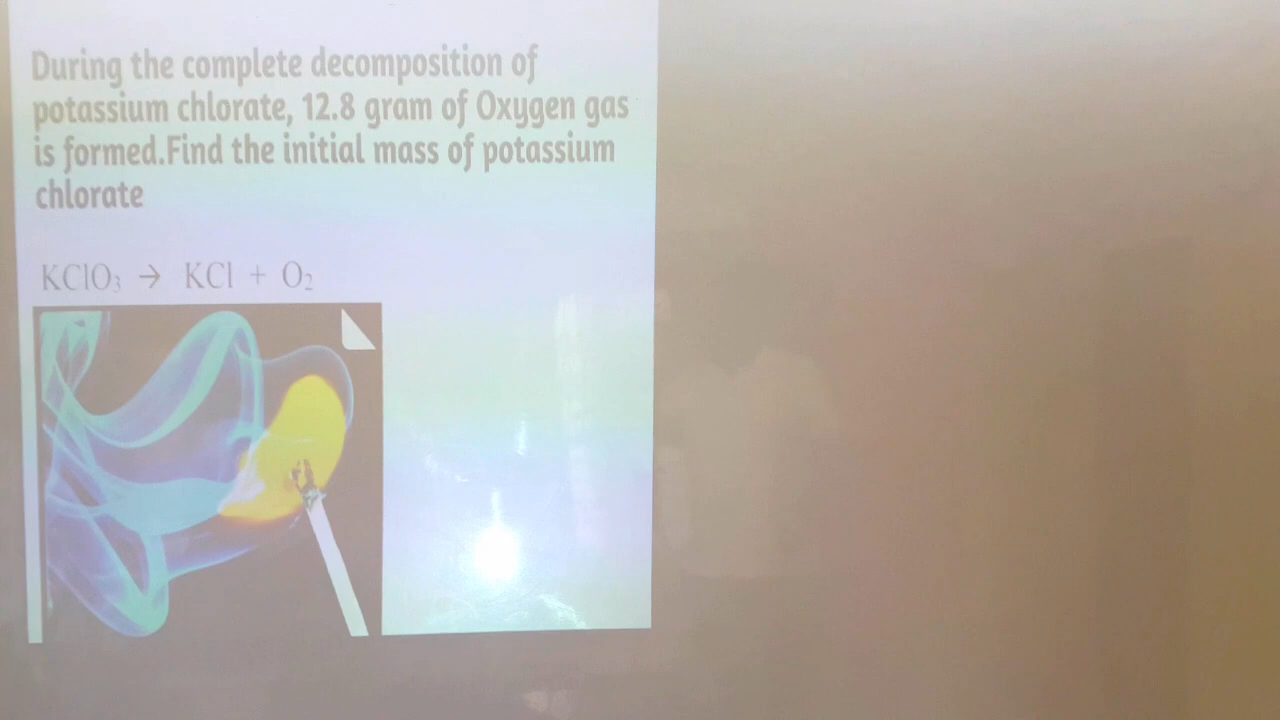 During the complete decomposition of
potassium chlorate, 12.8 gram of Oxygen gas
is formed.Find the initial mass of potassium
chlorate
KClO₃ → KCl + O₂